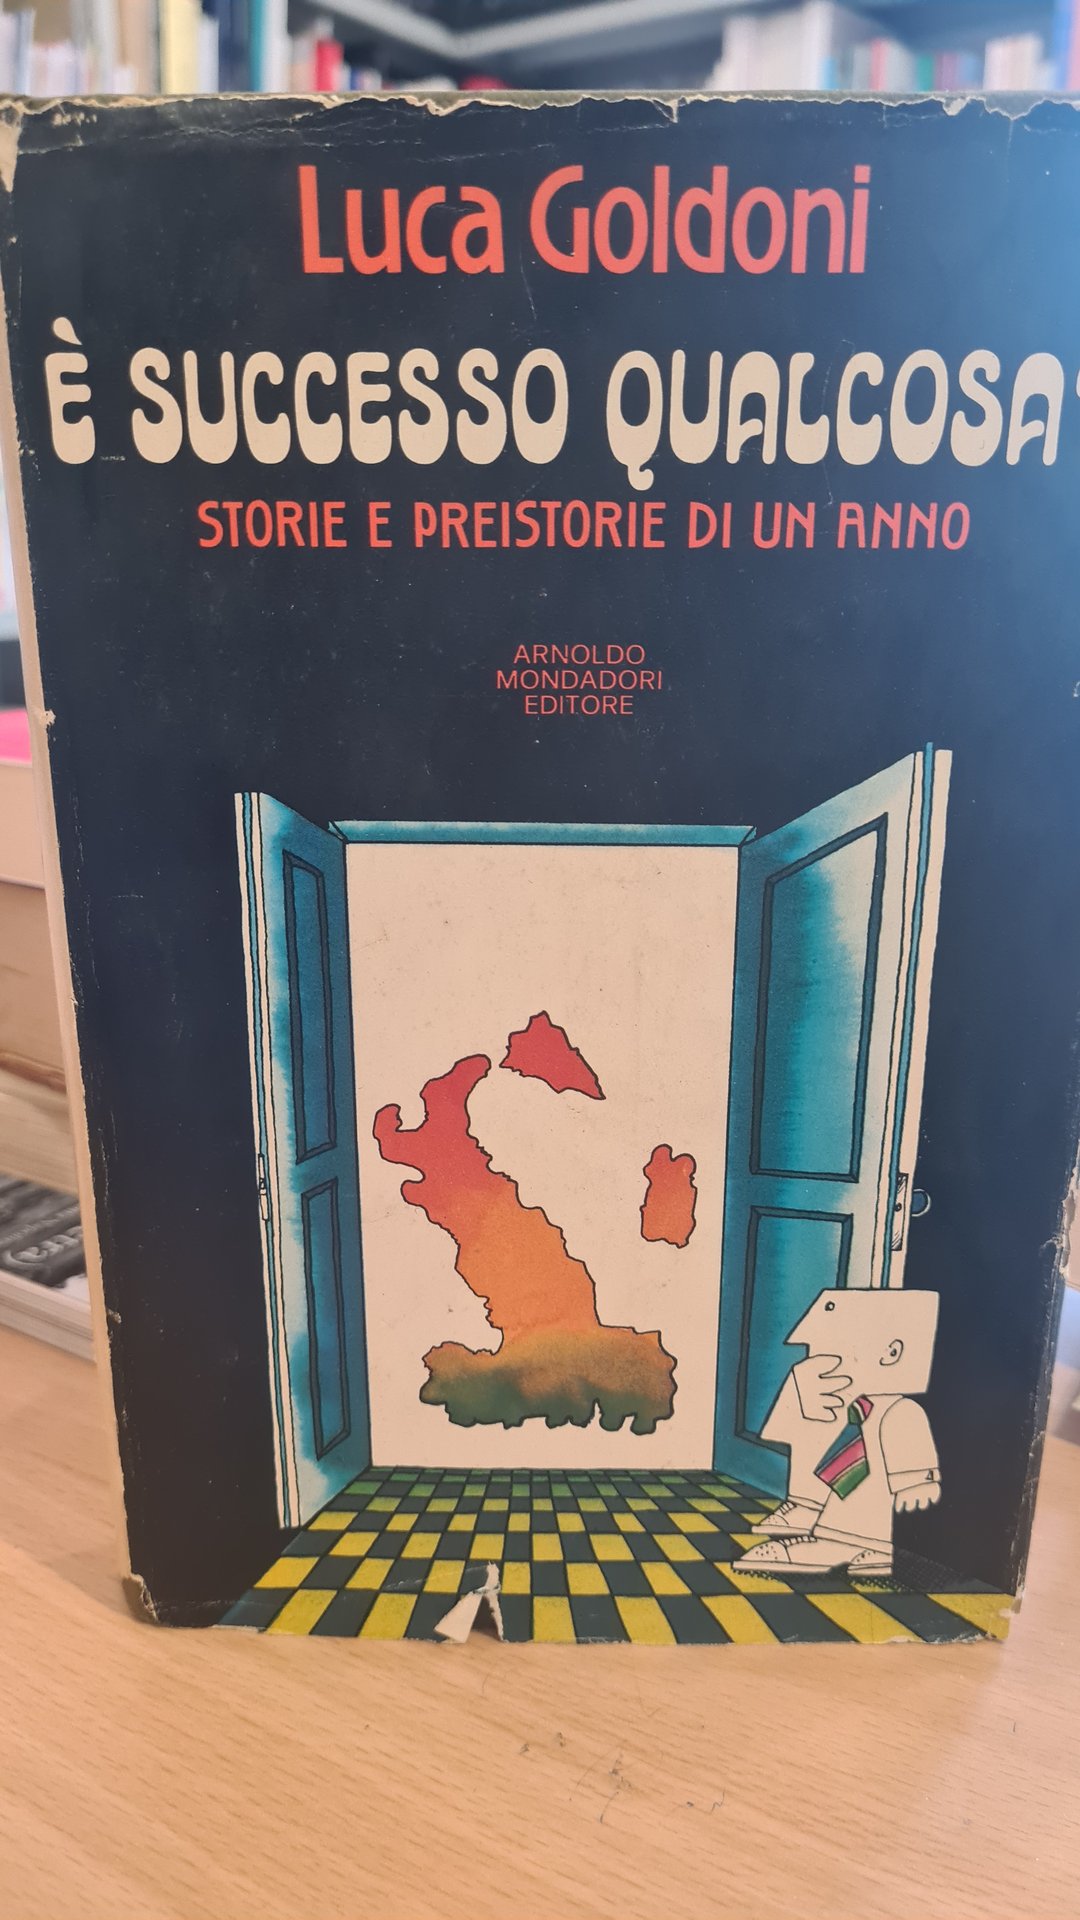 Luca Goldoni
È SUCCESSO QUALCOSA?
STORIE E PREISTORIE DI UN ANNO
ARNOLDO
MONDADORI
EDITORE